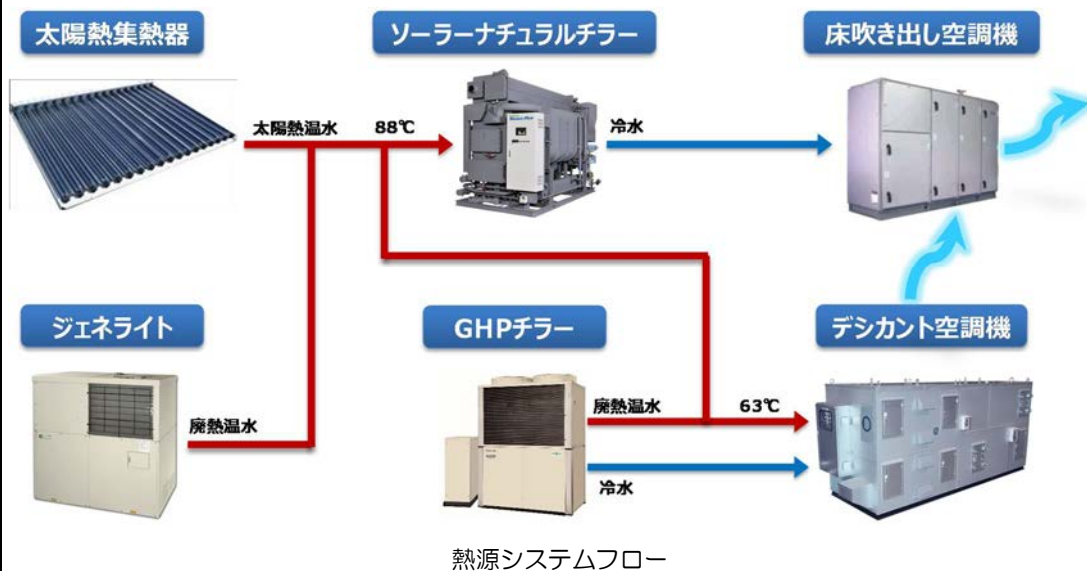 太陽熱集熱器
ソーラーナチュラルチラー
床吹き出し空調機
太陽熱温水
88℃
冷水
ジェネライト
GHPチラー
デシカント空調機
廃熱温水
廃熱温水
63℃
冷水
熱源システムフロー